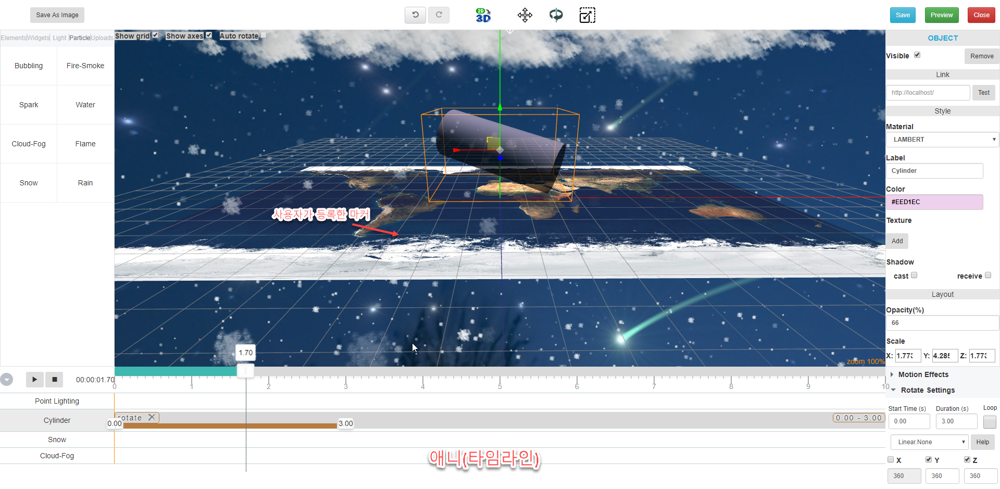 Save As Image
2D
3D
Save
Preview
Close
Elements Widgets Light Particle Uploads
Show grid
Show axes
Auto rotate
Bubbling
Fire-Smoke
Spark
Water
Cloud-Fog
Flame
Snow
Rain
사용자가 등록한 마커
zoom 100%
OBJECT
Visible
Remove
Link
http://localhost/
Test
Style
Material
LAMBERT
Label
Cylinder
Color
#EED1EC
Texture
Add
Shadow
cast
receive
Layout
Opacity(%)
66
Scale
X: 1.773 Y: 4.285 Z: 1.773
Motion Effects
Rotate Settings
Start Time (s)
Duration (s)
Loop
0.00
3.00
Linear.None
Help
X
Y
Z
360
360
360
1.70
00:00:01.70
0 1 2 3 4 5 6 7 8 9 10
Point Lighting
Cylinder
rotate
0.00
3.00
0.00 - 3.00
Snow
Cloud-Fog
애니(타임라인)